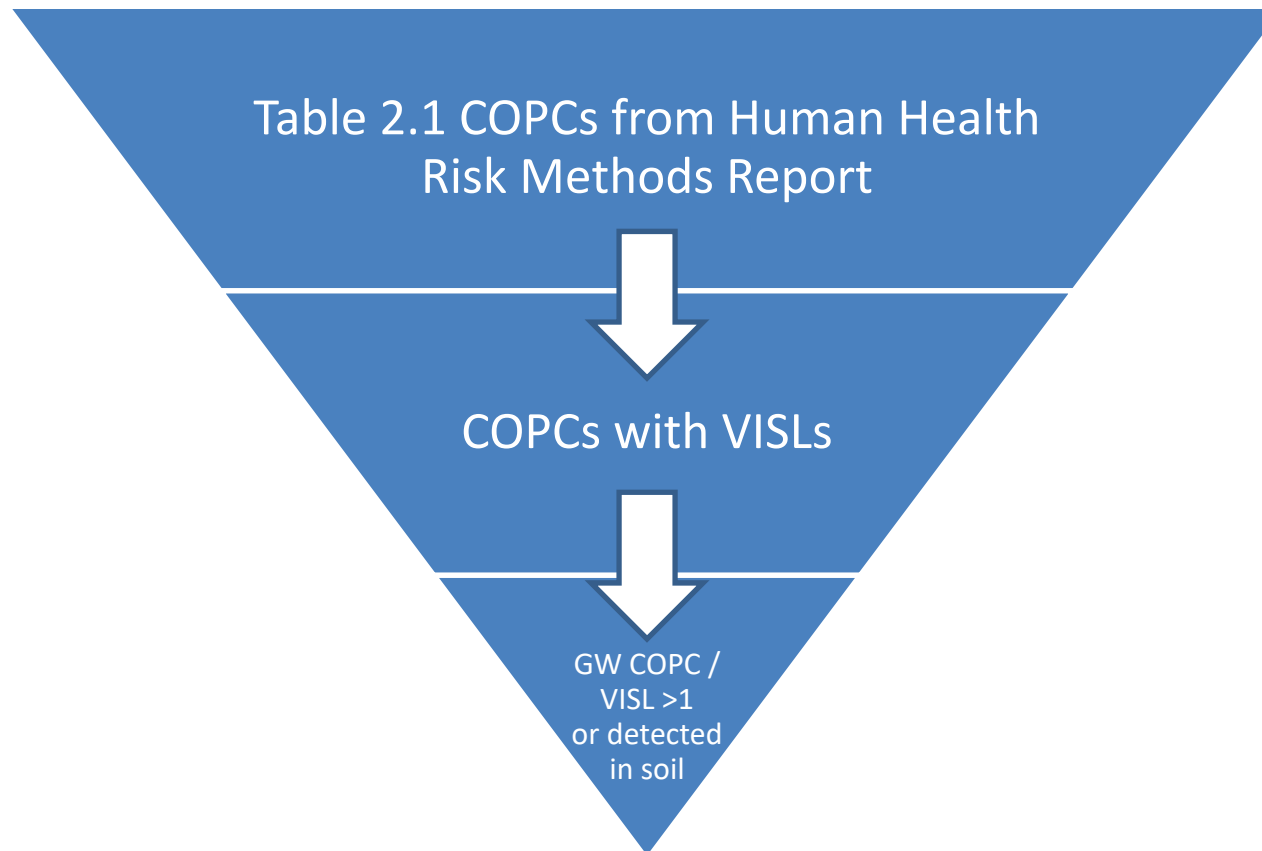 Table 2.1 COPCs from Human Health
Risk Methods Report
COPCs with VISLs
GW COPC /
VISL >1
or detected
in soil